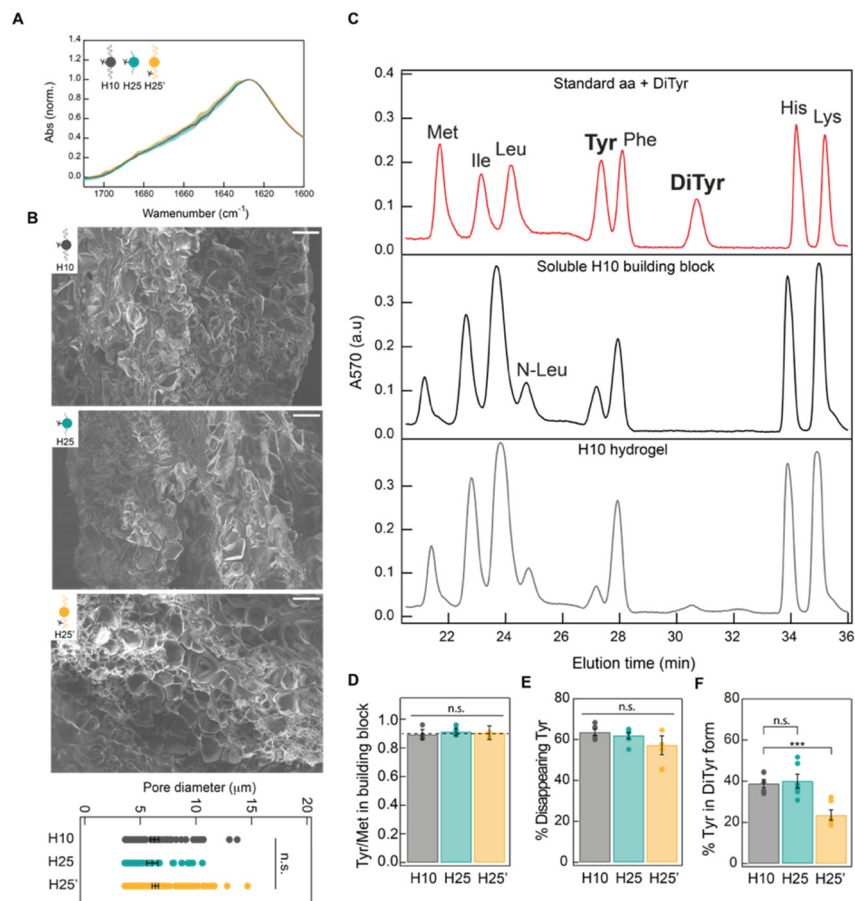 A
1.4
1.2
1.0
0.8
0.6
0.4
0.2
0.0
Abs (norm.)
H10 H25 H25'
1700 1680 1660 1640 1620 1600
Wamenumber (cm-1)
B
H10
H25
H25'
Pore diameter (μm)
0 5 10 15 20
H10
H25
H25'
n.s.
C
Standard aa + DiTyr
0.4
0.3
0.2
0.1
0.0
Met
Ile
Leu
Tyr
Phe
DiTyr
His
Lys
Soluble H10 building block
0.3
0.2
0.1
0.0
N-Leu
A570 (a.u)
H10 hydrogel
0.3
0.2
0.1
0.0
22 24 26 28 30 32 34 36
Elution time (min)
D
n.s.
1.0
0.8
0.6
0.4
0.2
0.0
Tyr/Met in building block
H10 H25 H25'
E
n.s.
80
60
40
20
0
% Disappearing Tyr
H10 H25 H25'
F
n.s.
***
80
60
40
20
0
% Tyr in DiTyr form
H10 H25 H25'